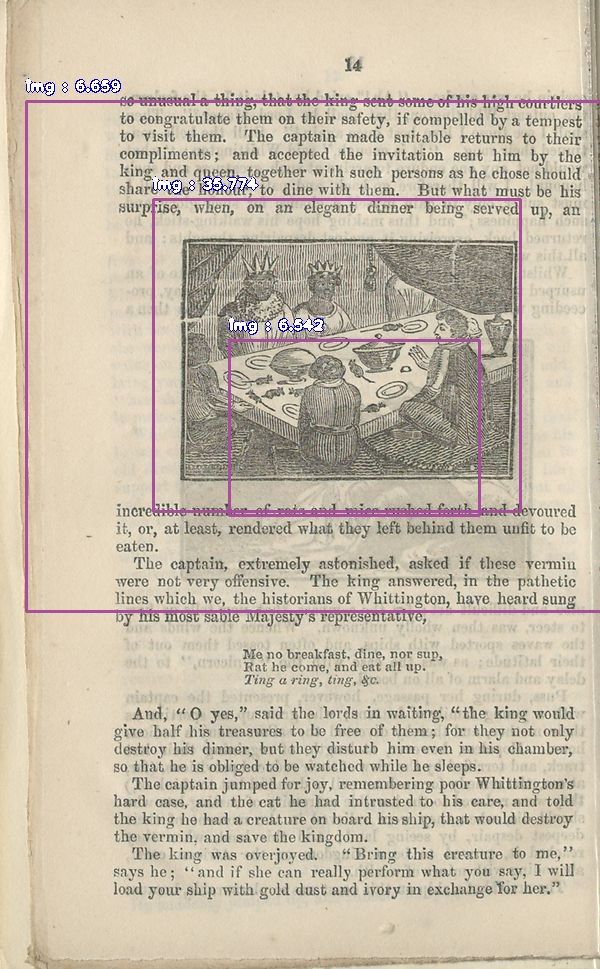 14
img : 6.659
so unusual a thing, that the king sent some of his high courtiers
to congratulate them on their safety, if compelled by a tempest
to visit them. The captain made suitable returns to their
compliments; and accepted the invitation sent him by the
king and queen, together with such persons as he chose should
share the honour, to dine with them. But what must be his
img : 35.774
surprise, when, on an elegant dinner being served up, an
img : 6.542
incredible number of rats and mice rushed forth and devoured
it, or, at least, rendered what they left behind them unfit to be
eaten.
The captain, extremely astonished, asked if these vermin
were not very offensive. The king answered, in the pathetic
lines which we, the historians of Whittington, have heard sung
by his most sable Majesty's representative,
Me no breakfast, dine, nor sup,
Rat he come, and eat all up.
Ting a ring, ting, &c.
And, "O yes," said the lords in waiting, "the king would
give half his treasures to be free of them; for they not only
destroy his dinner, but they disturb him even in his chamber,
so that he is obliged to be watched while he sleeps.
The captain jumped for joy, remembering poor Whittington's
hard case, and the cat he had intrusted to his care, and told
the king he had a creature on board his ship, that would destroy
the vermin, and save the kingdom.
The king was overjoyed. "Bring this creature to me,"
says he; "and if she can really perform what you say, I will
load your ship with gold dust and ivory in exchange for her."